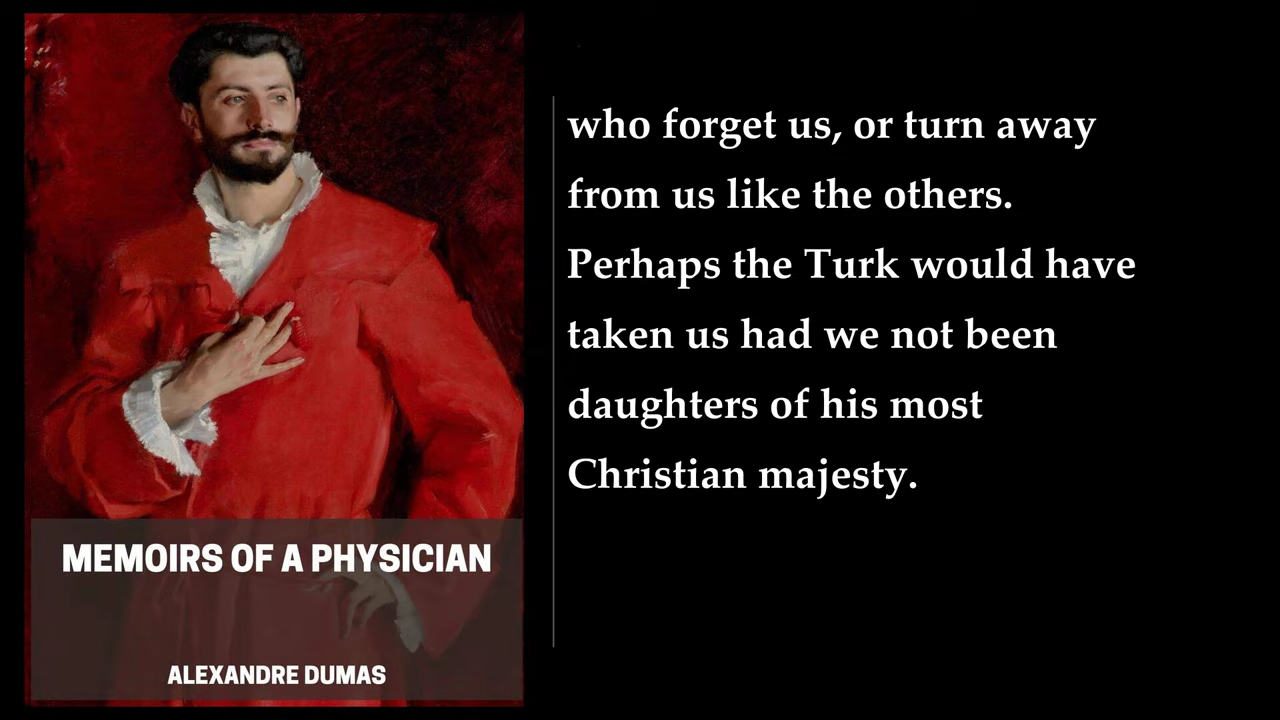 who forget us, or turn away
from us like the others.
Perhaps the Turk would have
taken us had we not been
daughters of his most
Christian majesty.
MEMOIRS OF A PHYSICIAN
ALEXANDRE DUMAS